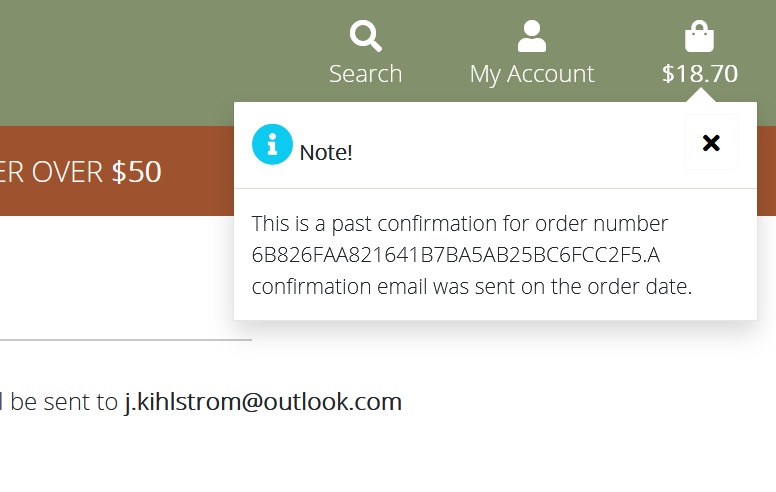 Search
My Account
$18.70
ER OVER $50
Note!
This is a past confirmation for order number
6B826FAA821641B7BA5AB25BC6FCC2F5.A
confirmation email was sent on the order date.
be sent to j.kihlstrom@outlook.com